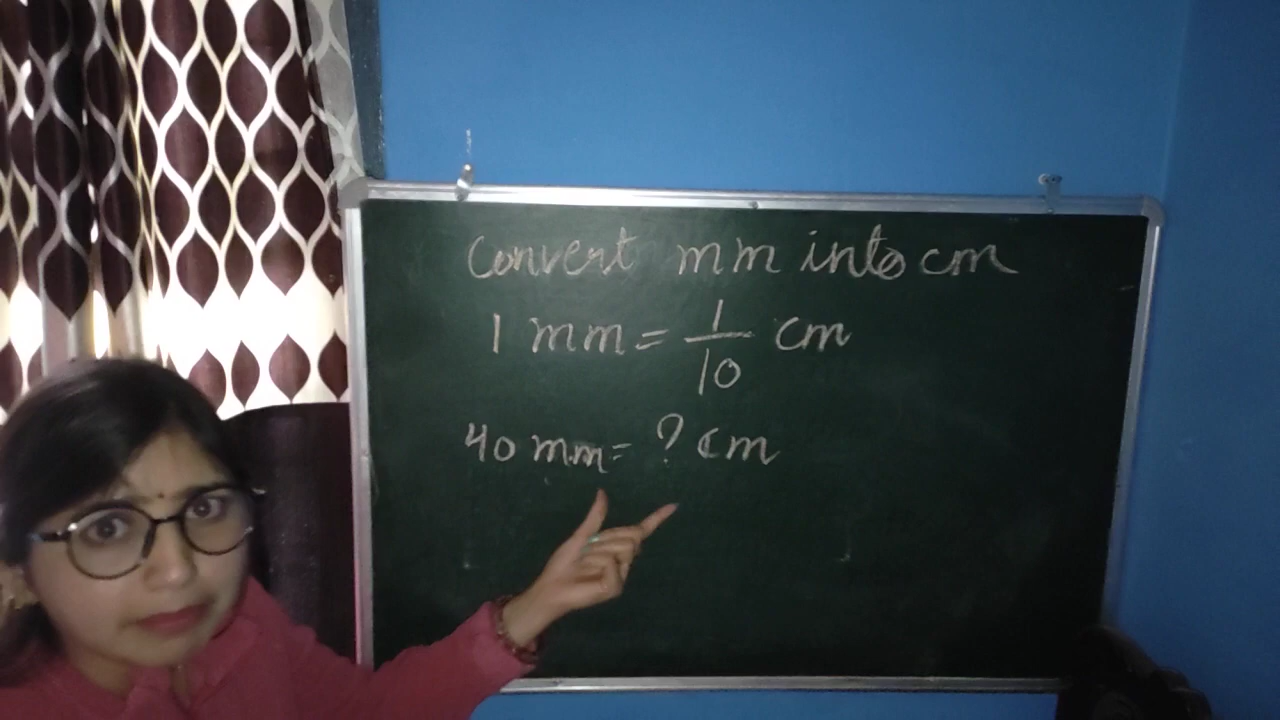 Convert mm into cm
1 mm = 1/10 cm
40 mm = ? cm